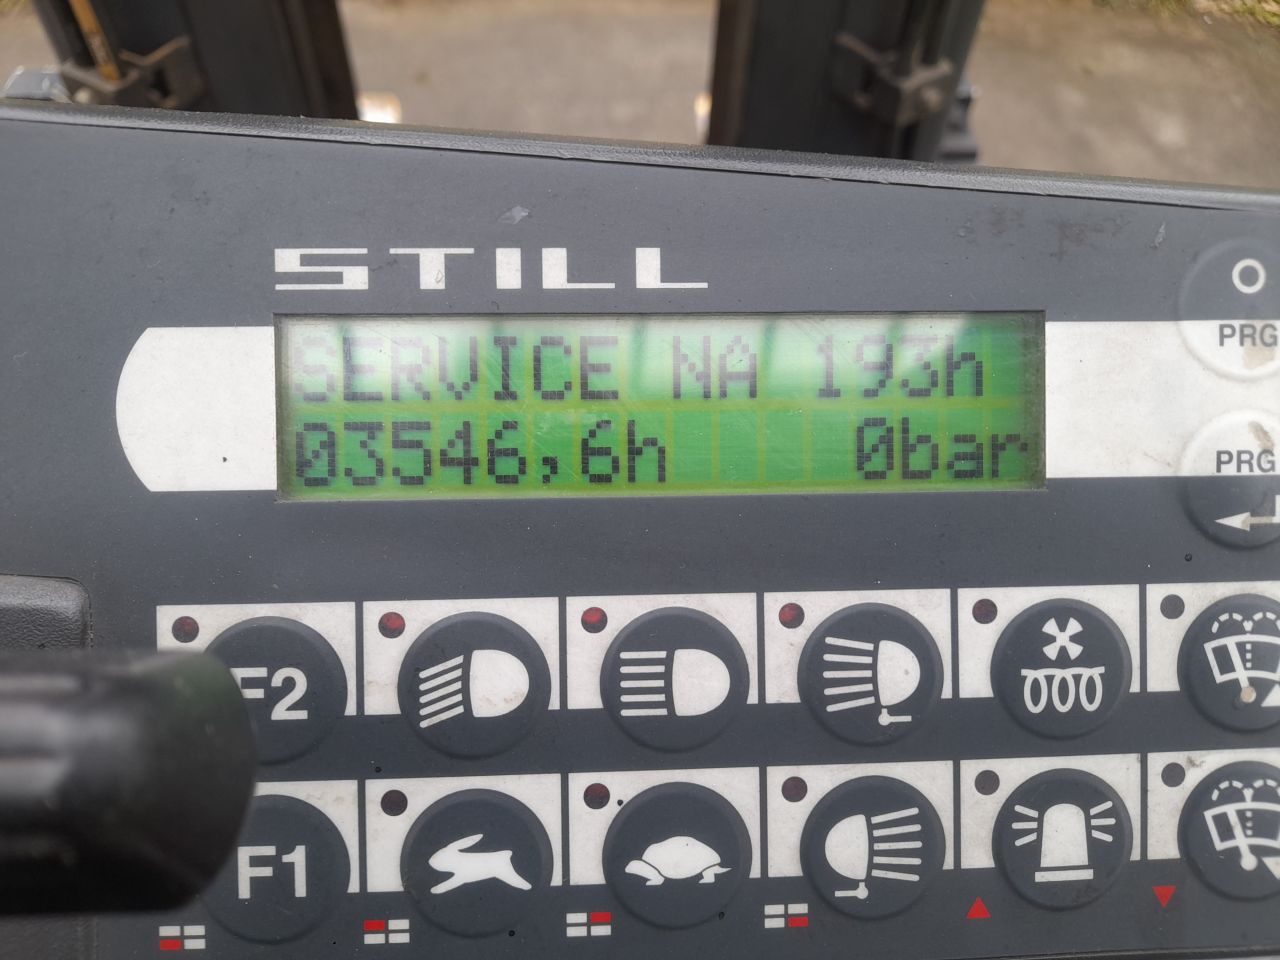 STILL
SERVICE NA 193h
03546,6h 0bar
PRG
PRG
F2
F1